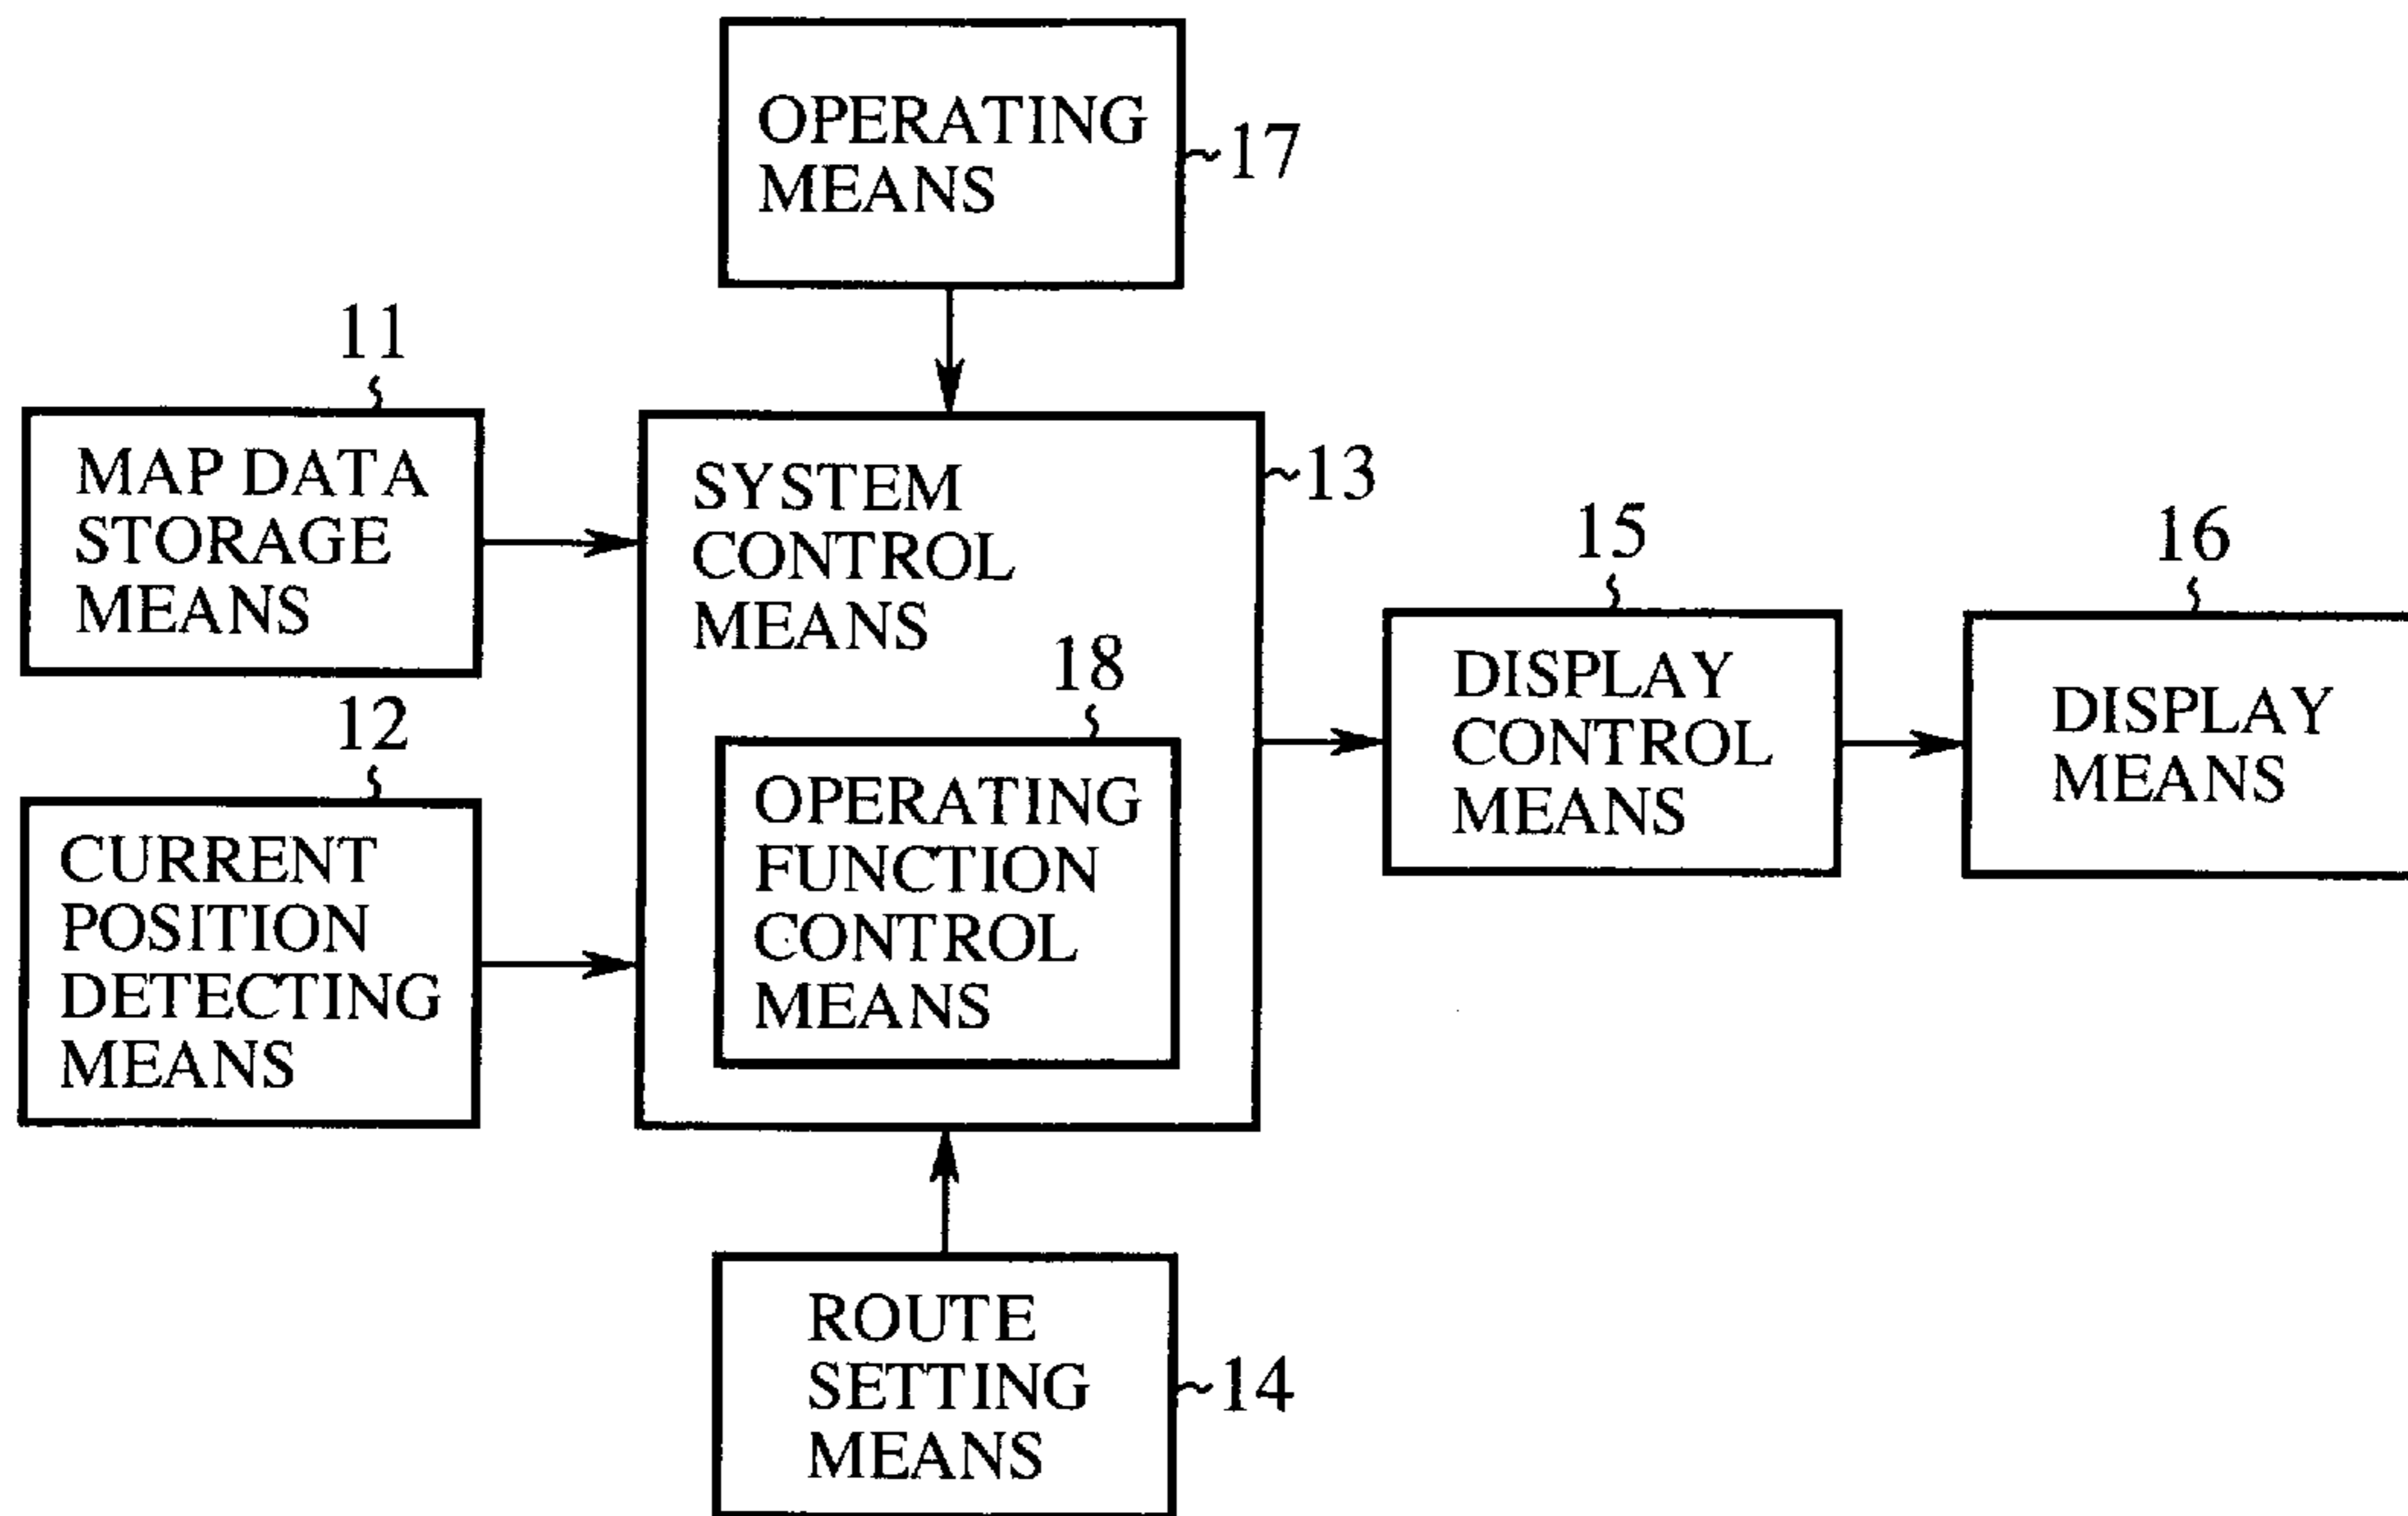 OPERATING
MEANS
17
11
MAP DATA
STORAGE
MEANS
12
CURRENT
POSITION
DETECTING
MEANS
SYSTEM
CONTROL
MEANS
13
18
OPERATING
FUNCTION
CONTROL
MEANS
15
DISPLAY
CONTROL
MEANS
16
DISPLAY
MEANS
ROUTE
SETTING
MEANS
14